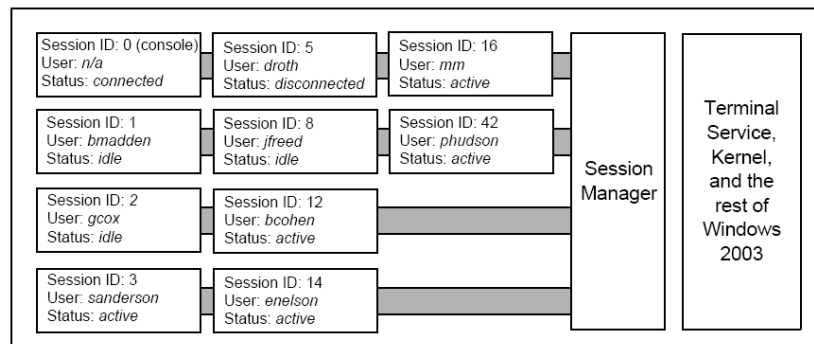 Session ID: 0 (console)
User: n/a
Status: connected
Session ID: 5
User: droth
Status: disconnected
Session ID: 16
User: mm
Status: active
Session ID: 1
User: bmadden
Status: idle
Session ID: 8
User: jfreed
Status: idle
Session ID: 42
User: phudson
Status: active
Session ID: 2
User: gcox
Status: idle
Session ID: 12
User: bcohen
Status: active
Session ID: 3
User: sanderson
Status: active
Session ID: 14
User: enelson
Status: active
Session
Manager
Terminal
Service,
Kernel,
and the
rest of
Windows
2003